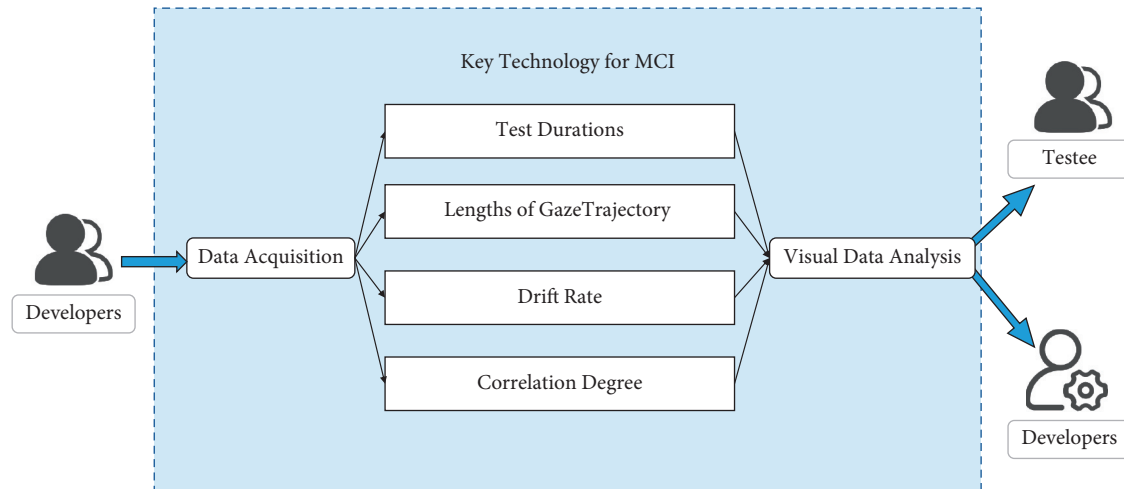 Key Technology for MCI
Test Durations
Testee
Lengths of GazeTrajectory
Data Acquisition
Visual Data Analysis
Developers
Drift Rate
Correlation Degree
Developers